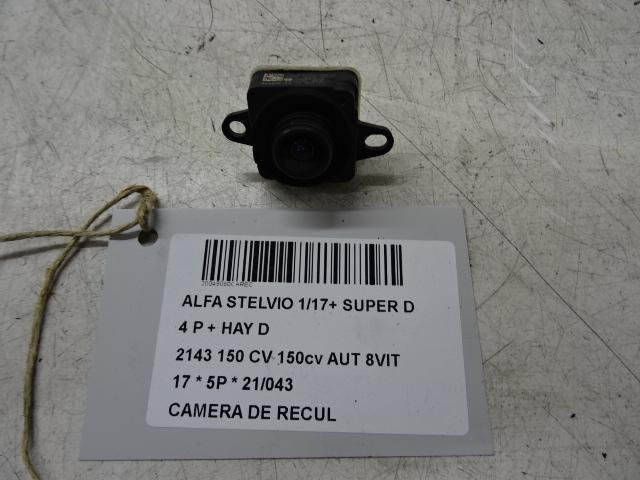 20049060CAREC
ALFA STELVIO 1/17+ SUPER D
4 P + HAY D
2143 150 CV 150cv AUT 8VIT
17 * 5P * 21/043
CAMERA DE RECUL